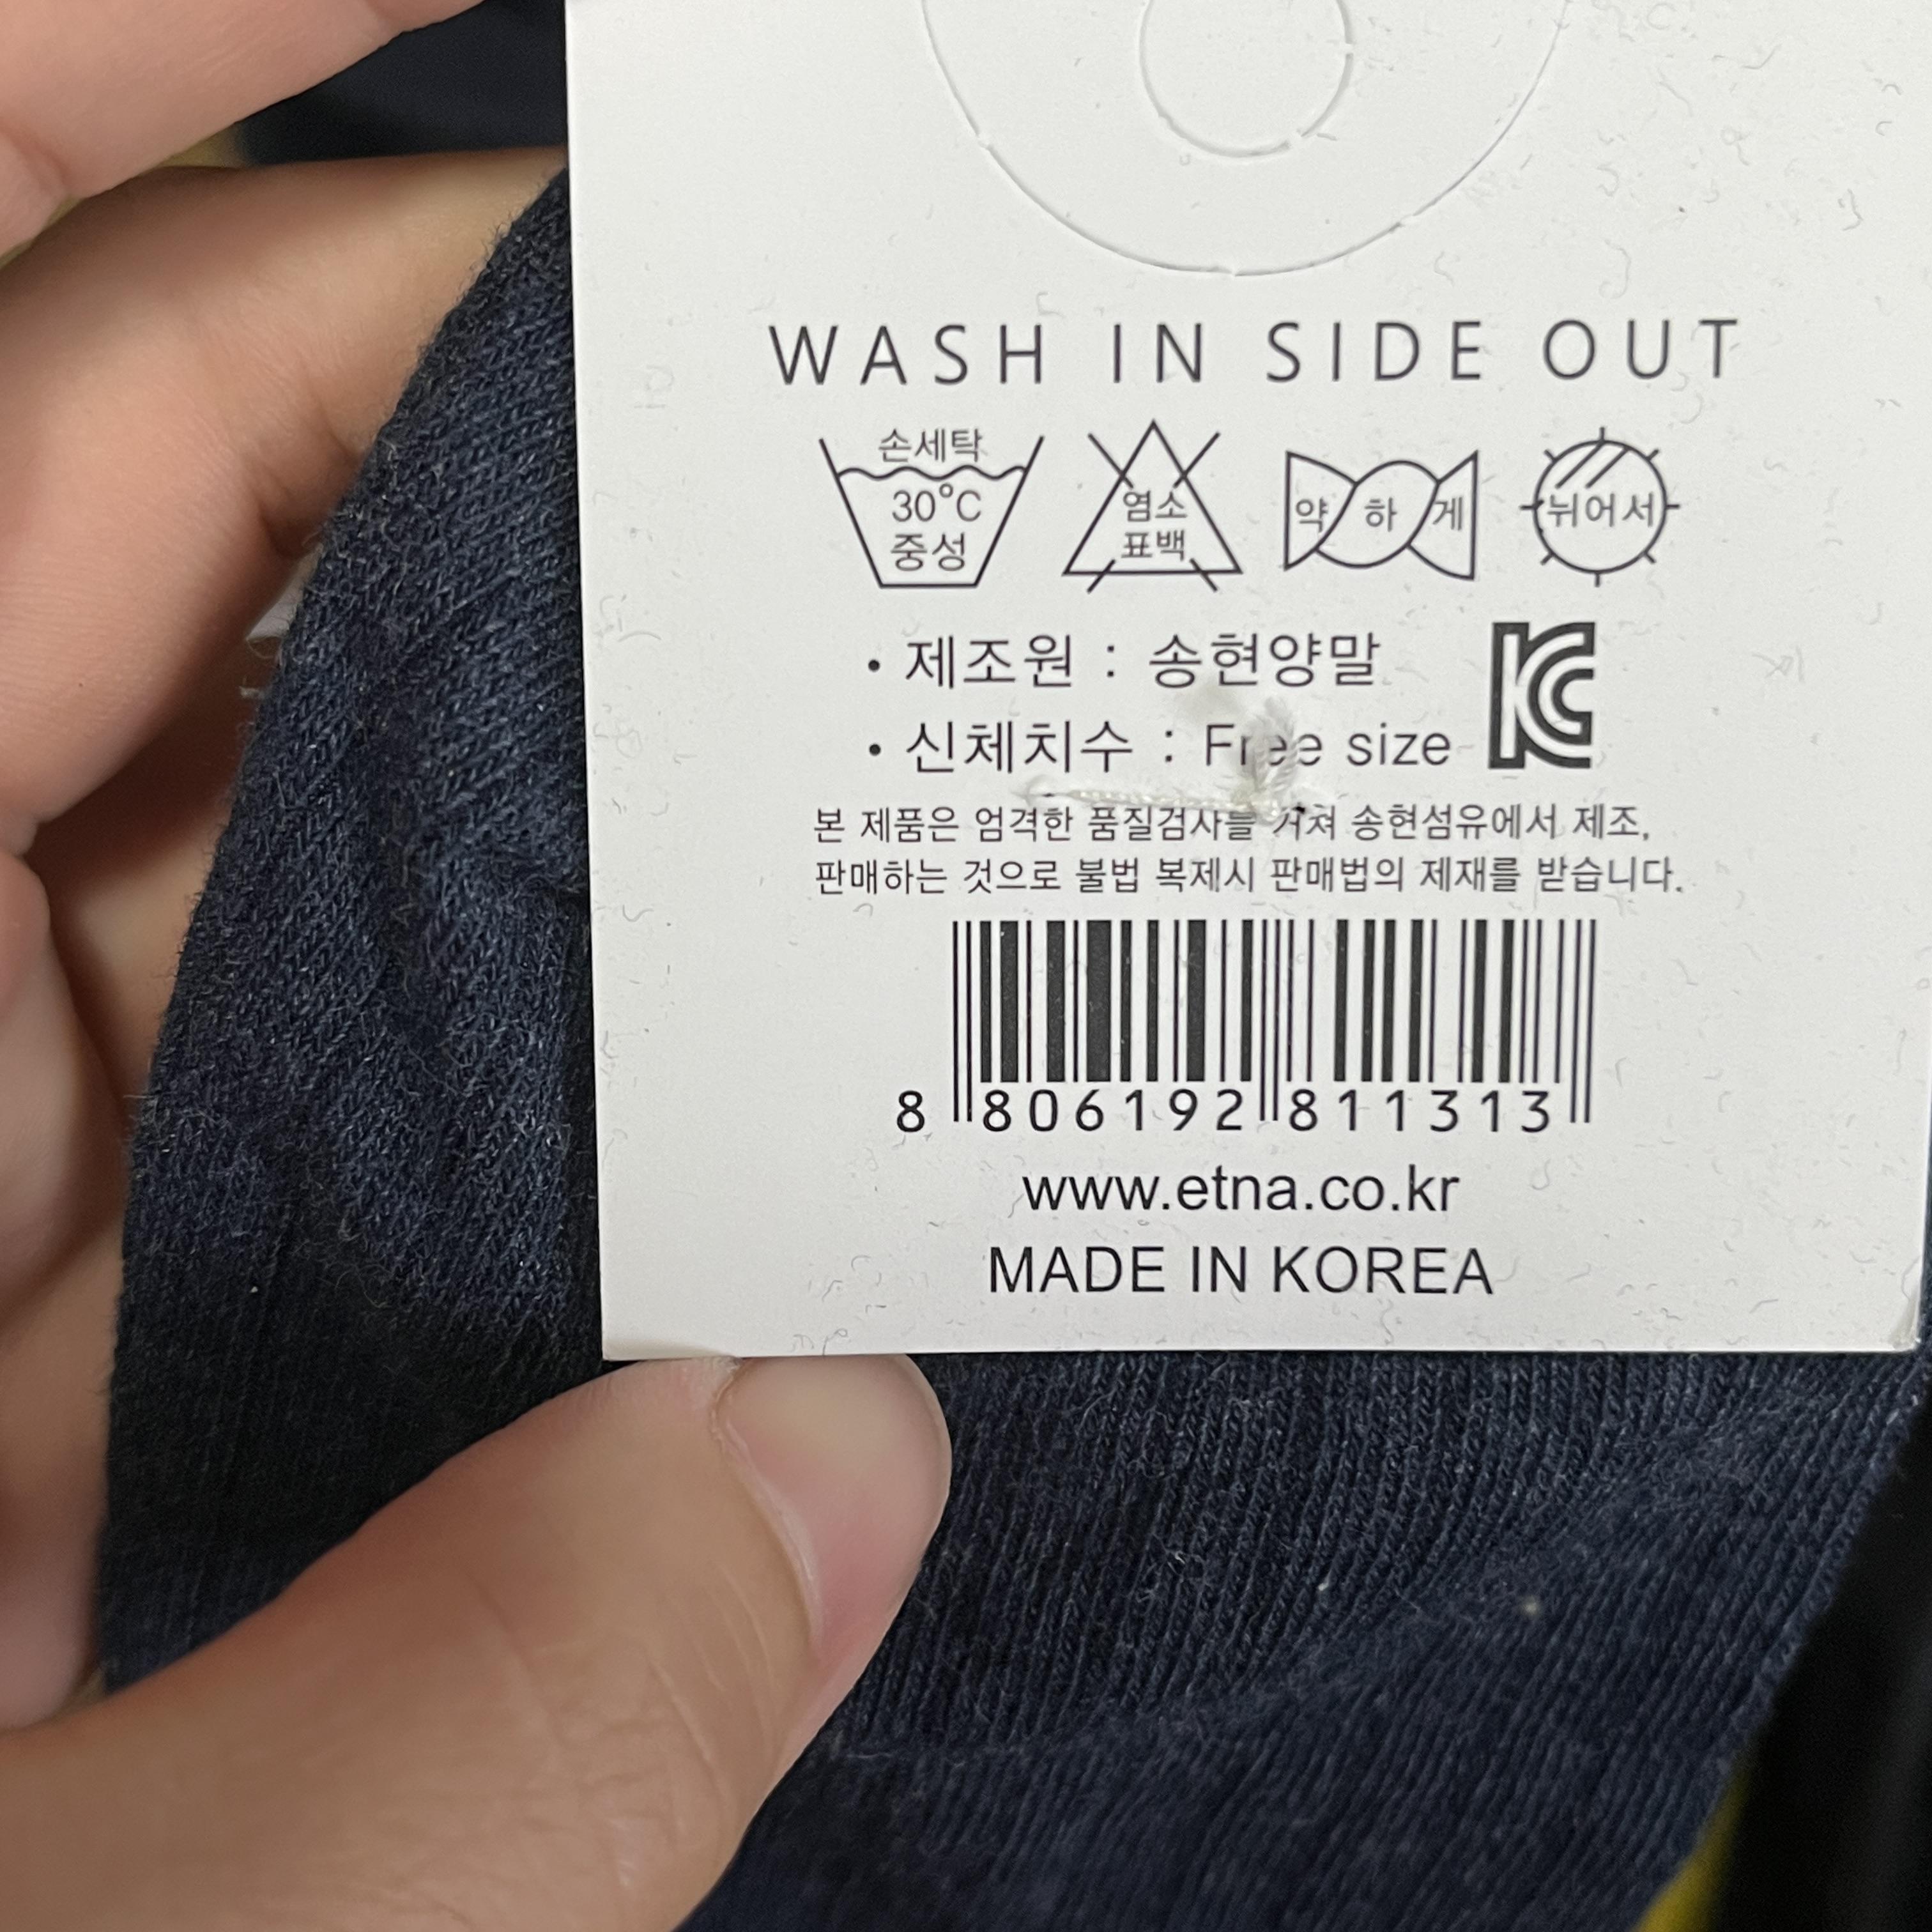 WASH IN SIDE OUT
손세탁
30°C
중성
염소
표백
약하게
뉘어서
• 제조원 : 송현양말
• 신체치수 : Free size
KC
본 제품은 엄격한 품질검사를 거쳐 송현섬유에서 제조,
판매하는 것으로 불법 복제시 판매법의 제재를 받습니다.
8 806192 811313
www.etna.co.kr
MADE IN KOREA